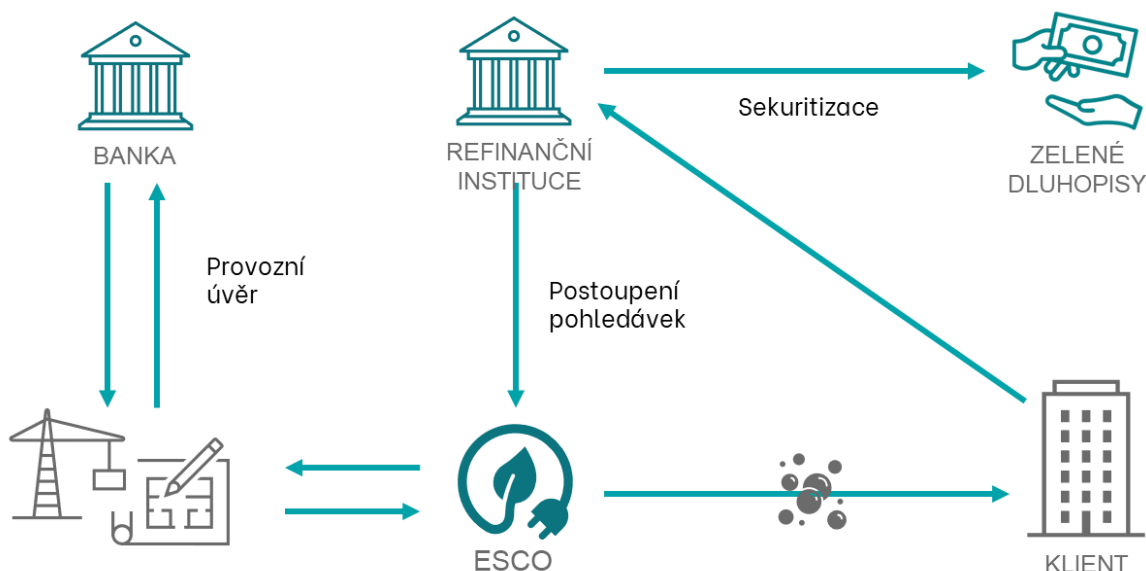 BANKA
REFINANČNÍ
INSTITUCE
Sekuritizace
ZELENÉ
DLUHOPISY
Provozní
úvěr
Postoupení
pohledávek
ESCO
KLIENT